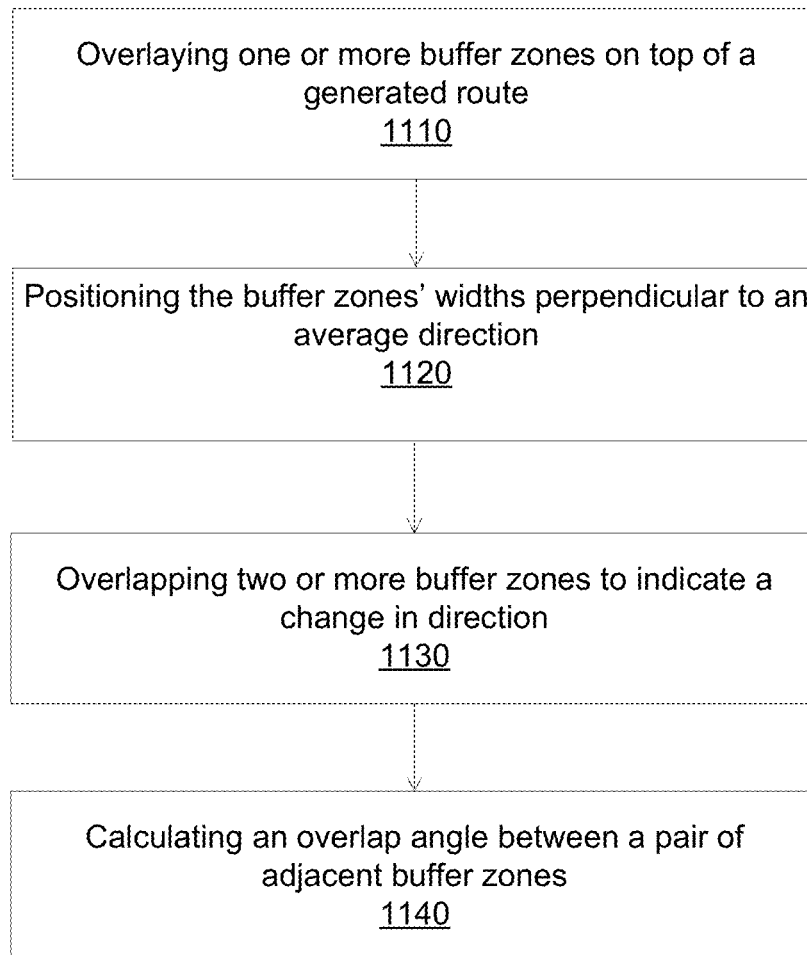 Overlaying one or more buffer zones on top of a
generated route
1110
Positioning the buffer zones’ widths perpendicular to an
average direction
1120
Overlapping two or more buffer zones to indicate a
change in direction
1130
Calculating an overlap angle between a pair of
adjacent buffer zones
1140